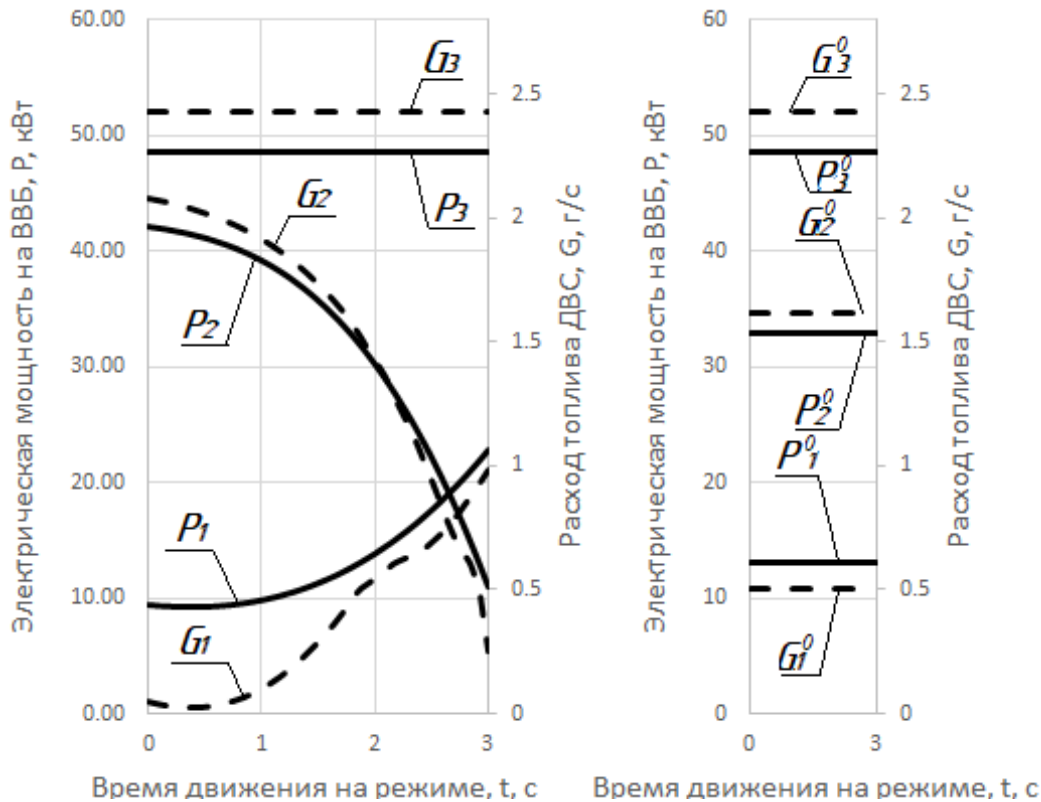 Электрическая мощность на ВВБ, P, кВт
60.00
50.00
40.00
30.00
20.00
10.00
0.00
G3
P3
G2
P2
P1
G1
2.5
2
1.5
1
0.5
0
Расход топлива ДВС, G, г/с
0 1 2 3
Время движения на режиме, t, с
Электрическая мощность на ВВБ, P, кВт
60
50
40
30
20
10
0
G⁰3
P⁰3
G⁰2
P⁰2
P⁰1
G1⁰
2.5
2
1.5
1
0.5
0
Расход топлива ДВС, G, г/с
0 3
Время движения на режиме, t, с